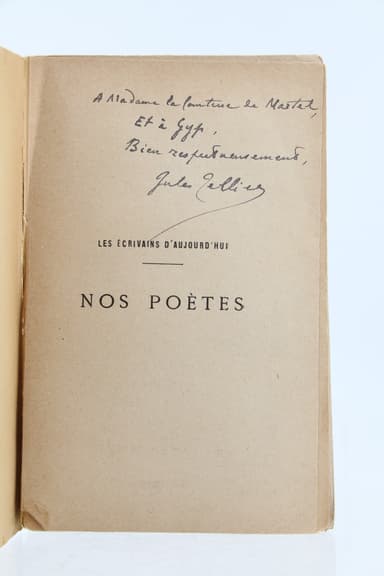 A Madame la Comtesse de Martel,
Et à Gyp,
Bien respectueusement,
Jules Tellier
LES ÉCRIVAINS D'AUJOURD'HUI
NOS POÈTES